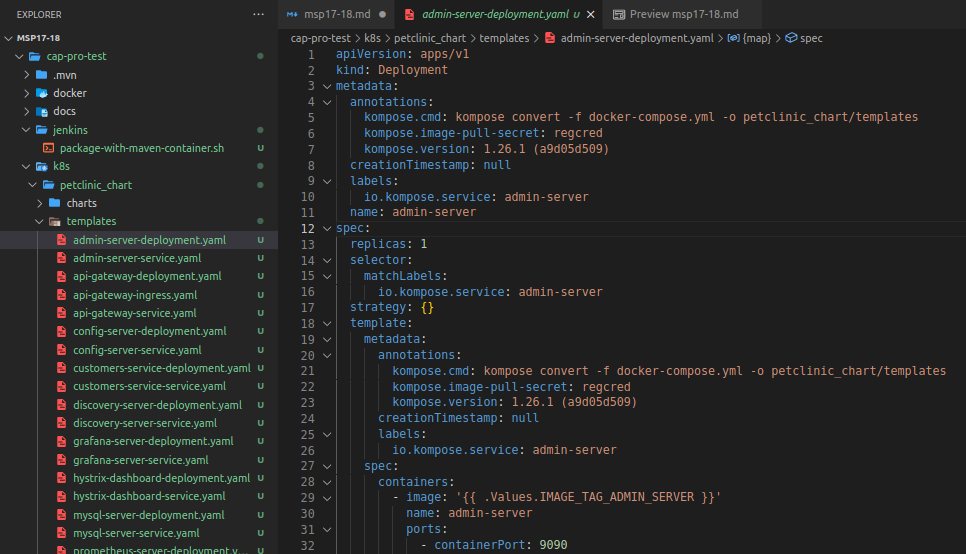 EXPLORER ···
MSP17-18
cap-pro-test
.mvn
docker
docs
jenkins
package-with-maven-container.sh U
k8s
petclinic_chart
charts
templates
admin-server-deployment.yaml U
admin-server-service.yaml U
api-gateway-deployment.yaml U
api-gateway-ingress.yaml U
api-gateway-service.yaml U
config-server-deployment.yaml U
config-server-service.yaml U
customers-service-deployment.yaml U
customers-service-service.yaml U
discovery-server-deployment.yaml U
discovery-server-service.yaml U
grafana-server-deployment.yaml U
grafana-server-service.yaml U
hystrix-dashboard-deployment.yaml U
hystrix-dashboard-service.yaml U
mysql-server-deployment.yaml U
mysql-server-service.yaml U
prometheus-server-deployment.y... U
msp17-18.md admin-server-deployment.yaml U Preview msp17-18.md
cap-pro-test > k8s > petclinic_chart > templates > admin-server-deployment.yaml > {map} > spec
1 apiVersion: apps/v1
2 kind: Deployment
3 metadata:
4 annotations:
5 kompose.cmd: kompose convert -f docker-compose.yml -o petclinic_chart/templates
6 kompose.image-pull-secret: regcred
7 kompose.version: 1.26.1 (a9d05d509)
8 creationTimestamp: null
9 labels:
10 io.kompose.service: admin-server
11 name: admin-server
12 spec:
13 replicas: 1
14 selector:
15 matchLabels:
16 io.kompose.service: admin-server
17 strategy: {}
18 template:
19 metadata:
20 annotations:
21 kompose.cmd: kompose convert -f docker-compose.yml -o petclinic_chart/templates
22 kompose.image-pull-secret: regcred
23 kompose.version: 1.26.1 (a9d05d509)
24 creationTimestamp: null
25 labels:
26 io.kompose.service: admin-server
27 spec:
28 containers:
29 - image: '{{ .Values.IMAGE_TAG_ADMIN_SERVER }}'
30 name: admin-server
31 ports:
32 - containerPort: 9090